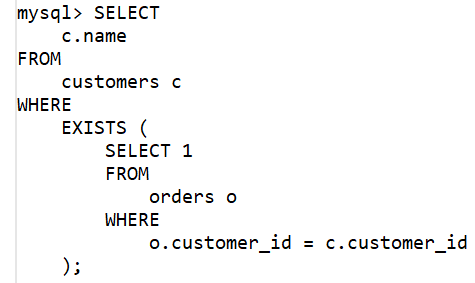 mysql> SELECT
    c.name
FROM
    customers c
WHERE
    EXISTS (
        SELECT 1
        FROM
            orders o
        WHERE
            o.customer_id = c.customer_id
    );